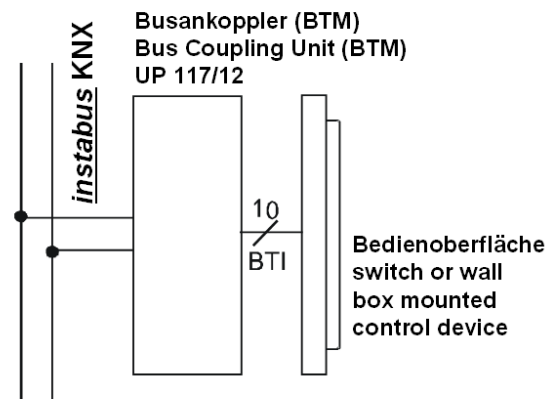 Busankoppler (BTM)
Bus Coupling Unit (BTM)
UP 117/12
instabus KNX
10
BTI
Bedienoberfläche
switch or wall
box mounted
control device